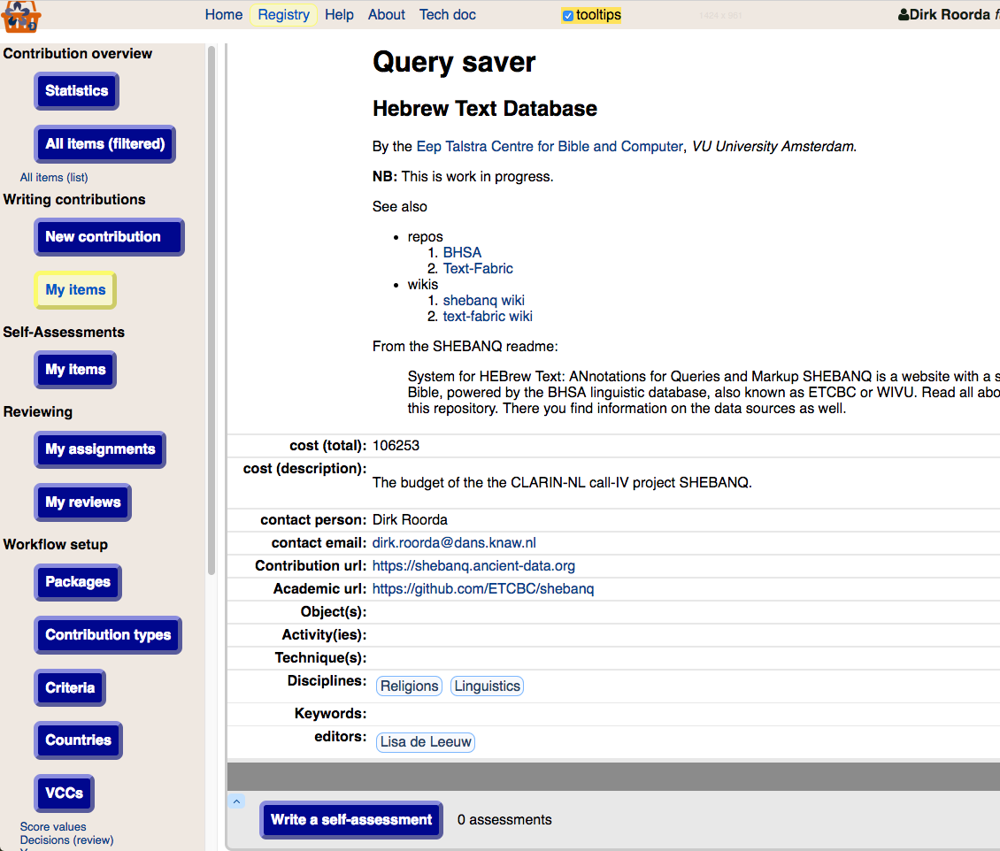 Home Registry Help About Tech doc tooltips 1424 x 961 Dirk Roorda
Contribution overview
Statistics
All items (filtered)
All items (list)
Writing contributions
New contribution
My items
Self-Assessments
My items
Reviewing
My assignments
My reviews
Workflow setup
Packages
Contribution types
Criteria
Countries
VCCs
Score values
Decisions (review)
Query saver
Hebrew Text Database
By the Eep Talstra Centre for Bible and Computer, VU University Amsterdam.
NB: This is work in progress.
See also
• repos
1. BHSA
2. Text-Fabric
• wikis
1. shebanq wiki
2. text-fabric wiki
From the SHEBANQ readme:
System for HEBrew Text: ANnotations for Queries and Markup SHEBANQ is a website with a s
Bible, powered by the BHSA linguistic database, also known as ETCBC or WIVU. Read all abo
this repository. There you find information on the data sources as well.
cost (total): 106253
cost (description):
The budget of the the CLARIN-NL call-IV project SHEBANQ.
contact person: Dirk Roorda
contact email: dirk.roorda@dans.knaw.nl
Contribution url: https://shebanq.ancient-data.org
Academic url: https://github.com/ETCBC/shebanq
Object(s):
Activity(ies):
Technique(s):
Disciplines: Religions Linguistics
Keywords:
editors: Lisa de Leeuw
Write a self-assessment 0 assessments